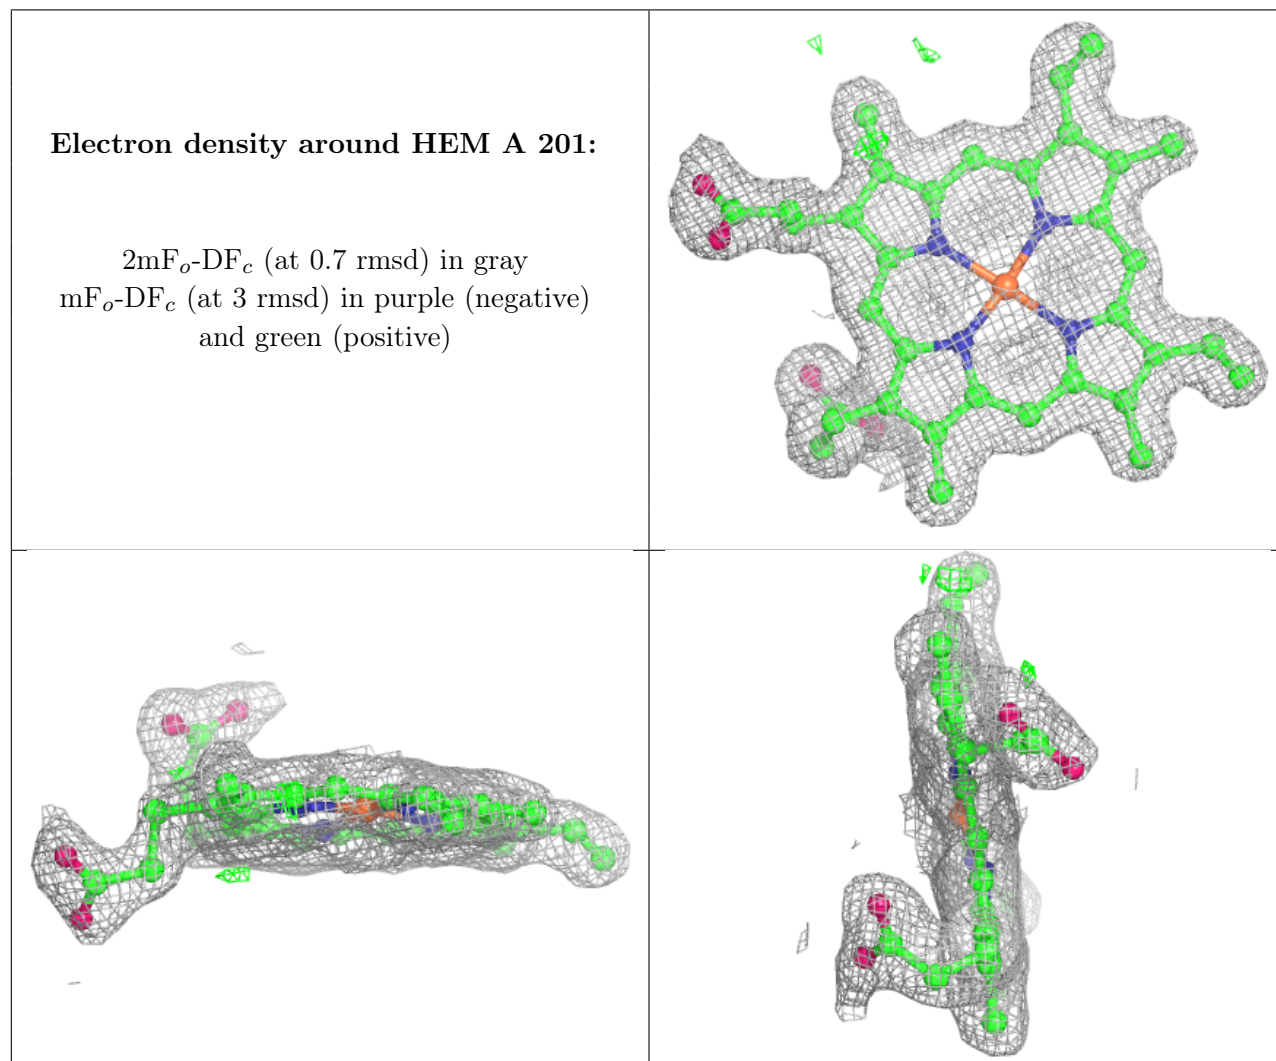 Electron density around HEM A 201:
2mFo-DFc (at 0.7 rmsd) in gray
mFo-DFc (at 3 rmsd) in purple (negative)
and green (positive)